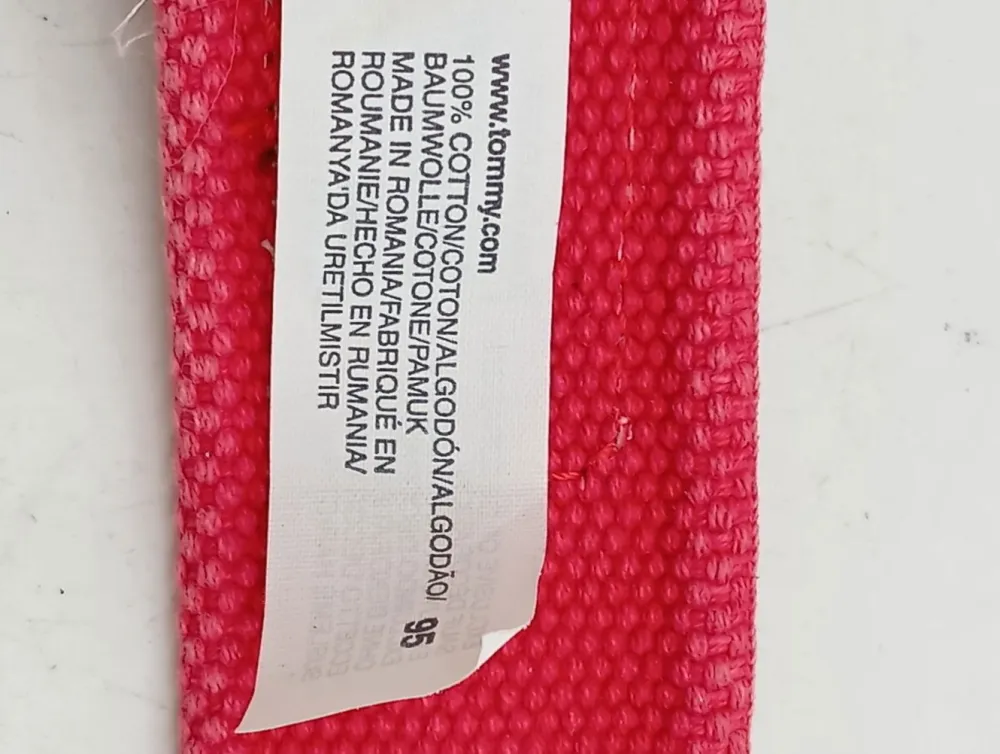 www.tommy.com
100% COTTON/COTON/ALGODÓN/ALGODÃO/
BAUMWOLLE/COTONE/PAMUK
MADE IN ROMANIA/FABRIQUÉ EN
ROUMANIE/HECHO EN RUMANIA/
ROMANYA'DA URETILMISTIR
95